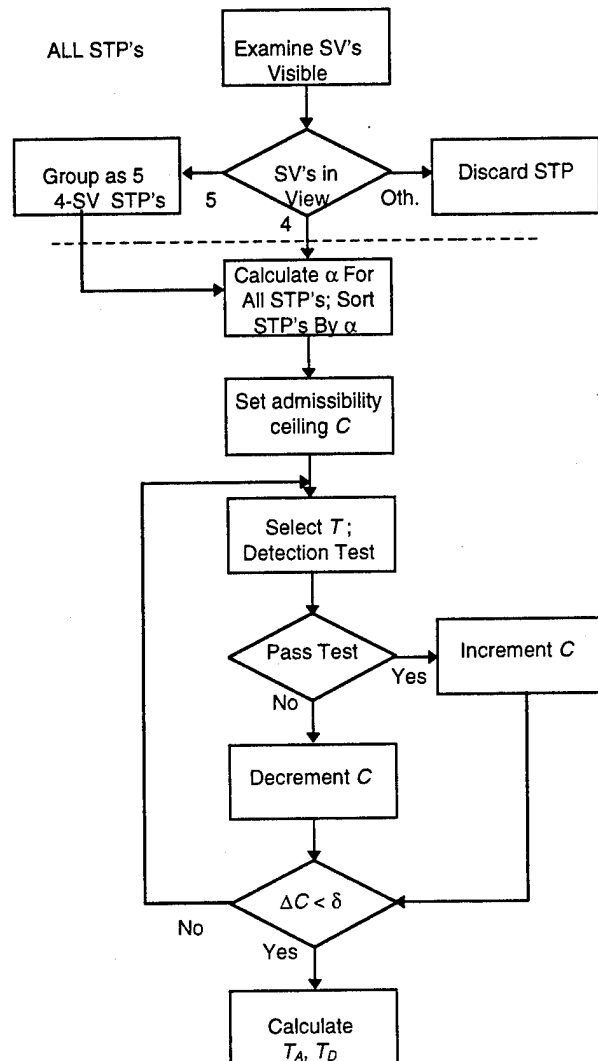 ALL STP's
Examine SV's
Visible
Group as 5
4-SV STP's
5
SV's in
View
4
Oth.
Discard STP
Calculate α For
All STP's; Sort
STP's By α
Set admissibility
ceiling C
Select T ;
Detection Test
Pass Test
Yes
No
Increment C
Decrement C
ΔC < δ
No
Yes
Calculate
T_A, T_D